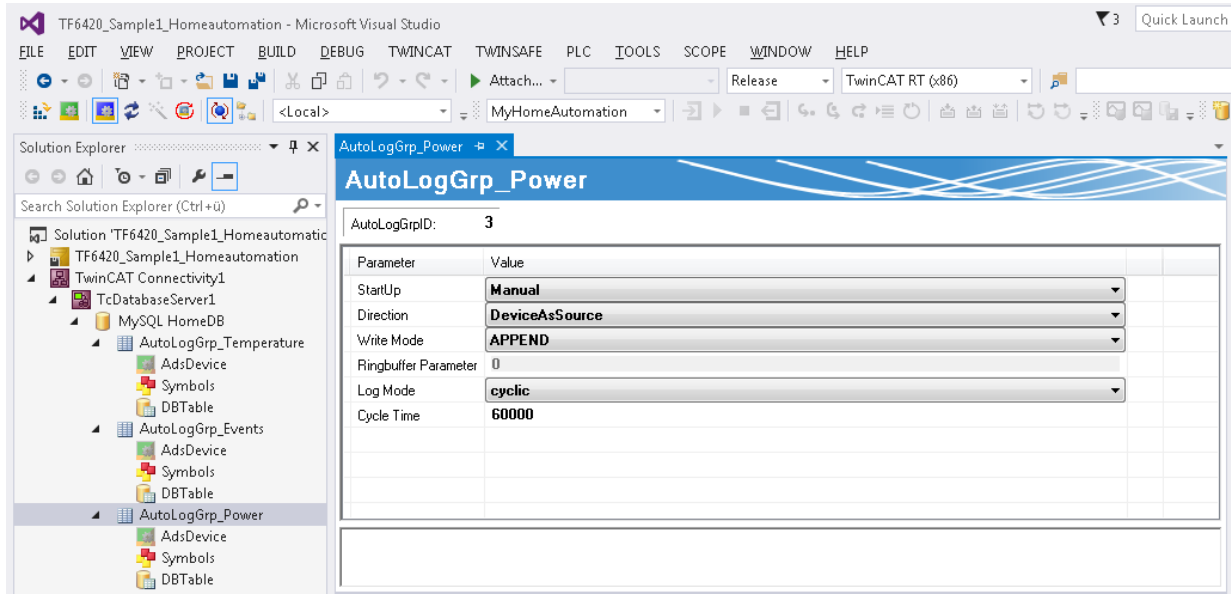 TF6420_Sample1_Homeautomation - Microsoft Visual Studio
3
Quick Launch
FILE EDIT VIEW PROJECT BUILD DEBUG TWINCAT TWINSAFE PLC TOOLS SCOPE WINDOW HELP
Attach...
Release
TwinCAT RT (x86)
<Local>
MyHomeAutomation
Solution Explorer
Search Solution Explorer (Ctrl+ü)
Solution 'TF6420_Sample1_Homeautomatic
TF6420_Sample1_Homeautomation
TwinCAT Connectivity1
TcDatabaseServer1
MySQL HomeDB
AutoLogGrp_Temperature
AdsDevice
Symbols
DBTable
AutoLogGrp_Events
AdsDevice
Symbols
DBTable
AutoLogGrp_Power
AdsDevice
Symbols
DBTable
AutoLogGrp_Power
AutoLogGrp_Power
AutoLogGrpID: 3
Parameter Value
StartUp Manual
Direction DeviceAsSource
Write Mode APPEND
Ringbuffer Parameter 0
Log Mode cyclic
Cycle Time 60000